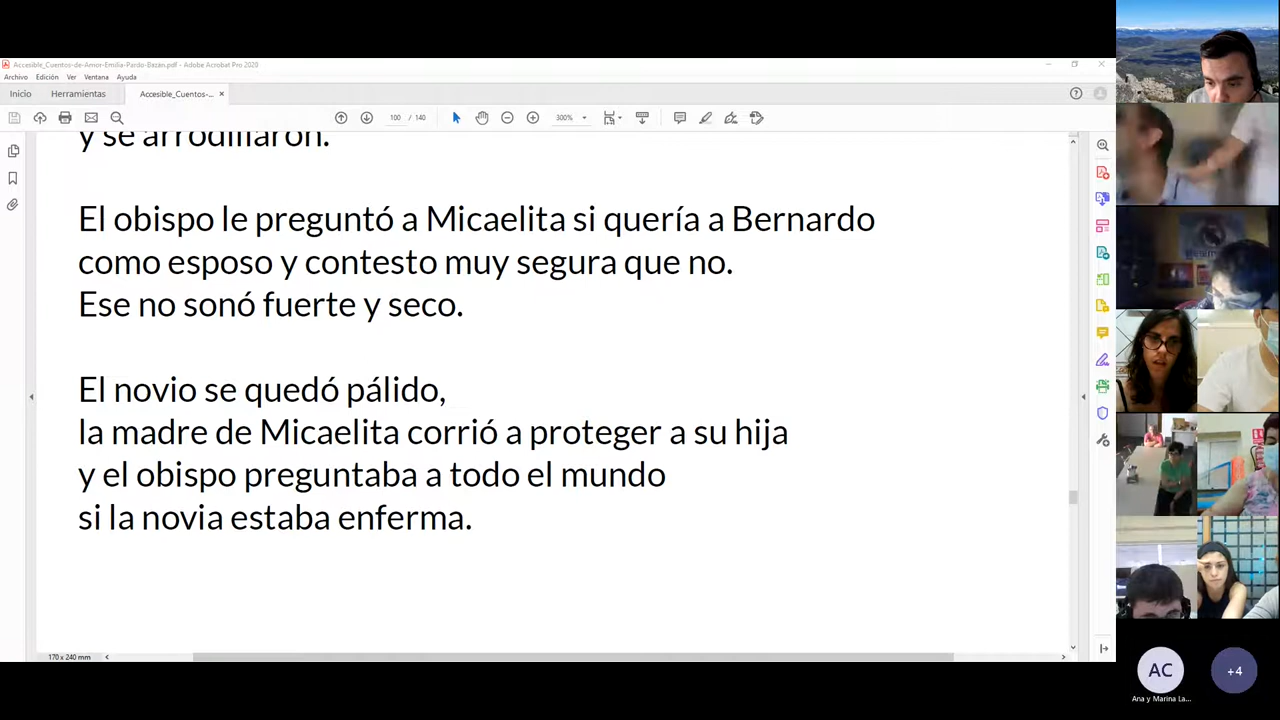 Accesible_Cuentos-de-Amor-Emilia-Pardo-Bazan.pdf - Adobe Acrobat Pro 2020
Archivo Edición Ver Ventana Ayuda
Inicio Herramientas Accesible_Cuentos-... ×
100 / 140 300%
y se arrodillaron.
El obispo le preguntó a Micaelita si quería a Bernardo
como esposo y contesto muy segura que no.
Ese no sonó fuerte y seco.
El novio se quedó pálido,
la madre de Micaelita corrió a proteger a su hija
y el obispo preguntaba a todo el mundo
si la novia estaba enferma.
170 x 240 mm
AC
+4
Ana y Marina La...